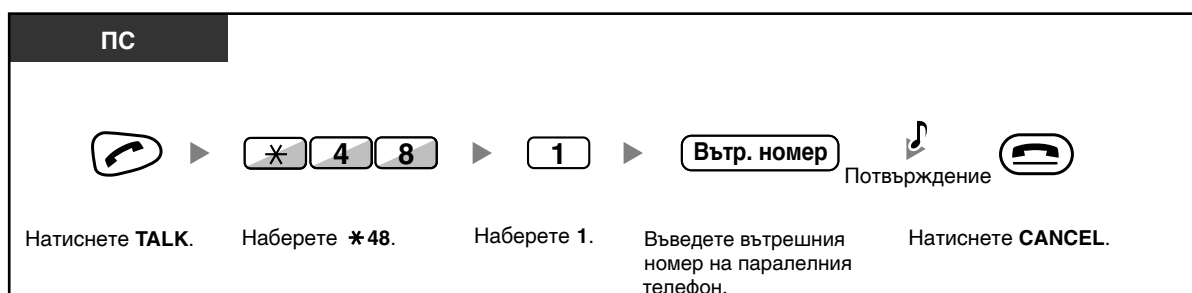 ПС
✳ 4 8 1 Вътр. номер
Потвърждение
Натиснете TALK.
Наберете ✳48.
Наберете 1.
Въведете вътрешния
номер на паралелния
телефон.
Натиснете CANCEL.